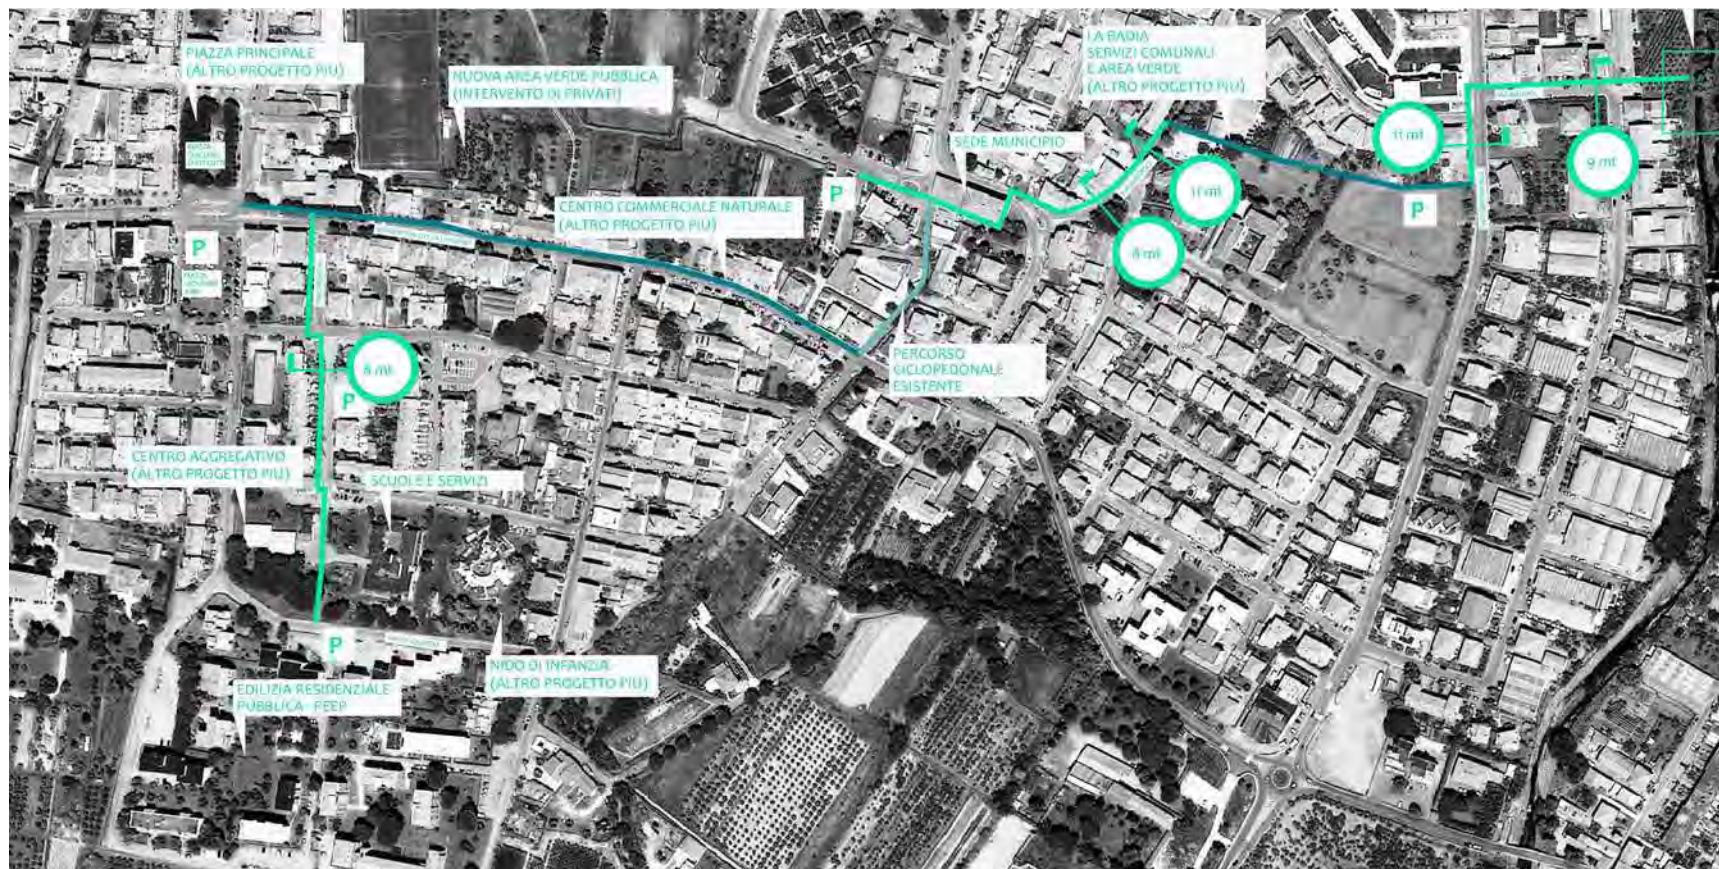 PIAZZA PRINCIPALE
(ALTRO PROGETTO PIU)
NUOVA AREA VERDE PUBBLICA
(INTERVENTO DI PRIVATI)
LA BADIA
SERVIZI COMUNALI
E AREA VERDE
(ALTRO PROGETTO PIU)
SEDE MUNICIPIO
11 mt
9 mt
P
P
11 mt
CENTRO COMMERCIALE NATURALE
(ALTRO PROGETTO PIU)
P
8 mt
PERCORSO
CICLOPEDONALE
ESISTENTE
8 mt
P
CENTRO AGGREGATIVO
(ALTRO PROGETTO PIU)
SCUOLE E SERVIZI
P
NIDO DI INFANZIA
(ALTRO PROGETTO PIU)
EDILIZIA RESIDENZIALE
PUBBLICA - PEEP